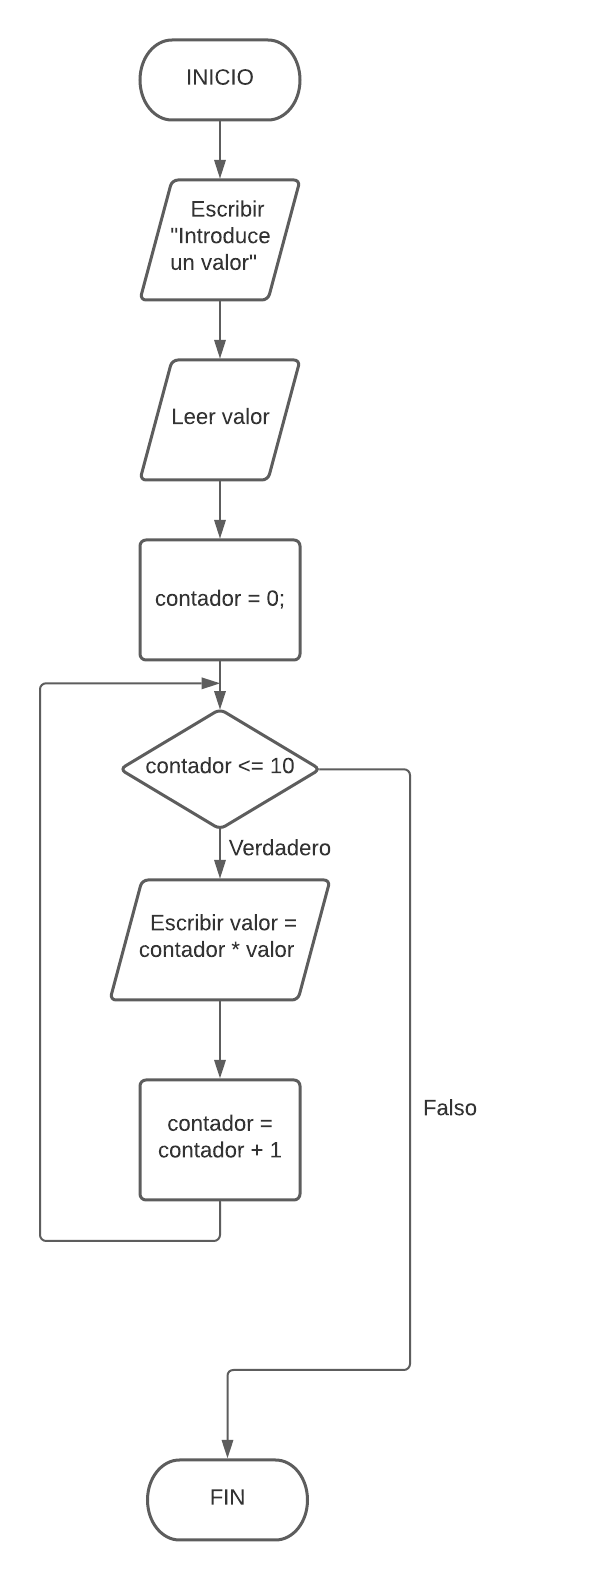 INICIO
Escribir
"Introduce
un valor"
Leer valor
contador = 0;
contador <= 10
Verdadero
Escribir valor =
contador * valor
contador =
contador + 1
Falso
FIN